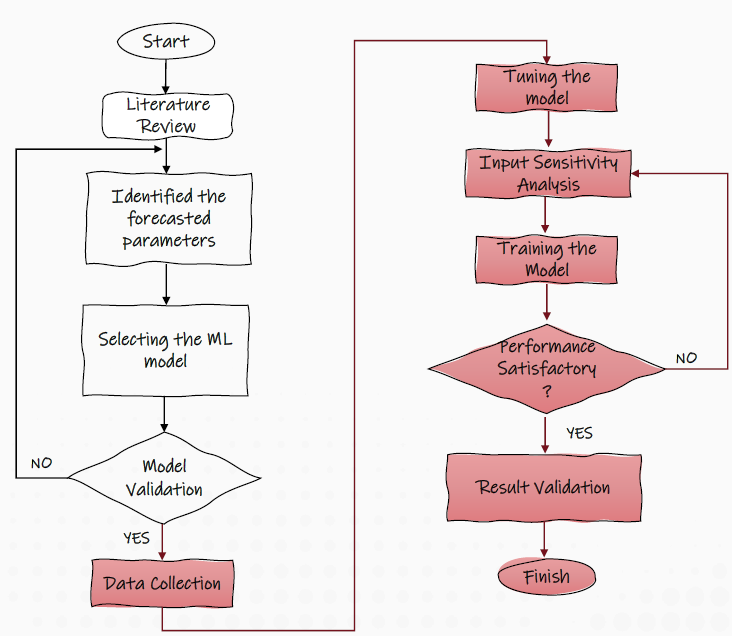 Start
Literature
Review
Identified the
forecasted
parameters
Selecting the ML
model
Model
Validation
NO
YES
Data Collection
Tuning the
model
Input Sensitivity
Analysis
Training the
Model
Performance
Satisfactory
?
NO
YES
Result Validation
Finish